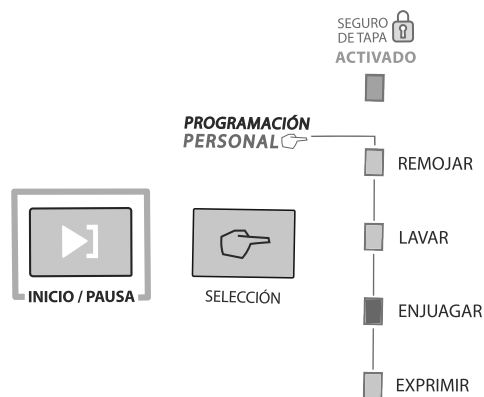 SEGURO
DE TAPA
ACTIVADO
PROGRAMACIÓN
PERSONAL
REMOJAR
LAVAR
INICIO / PAUSA
SELECCIÓN
ENJUAGAR
EXPRIMIR